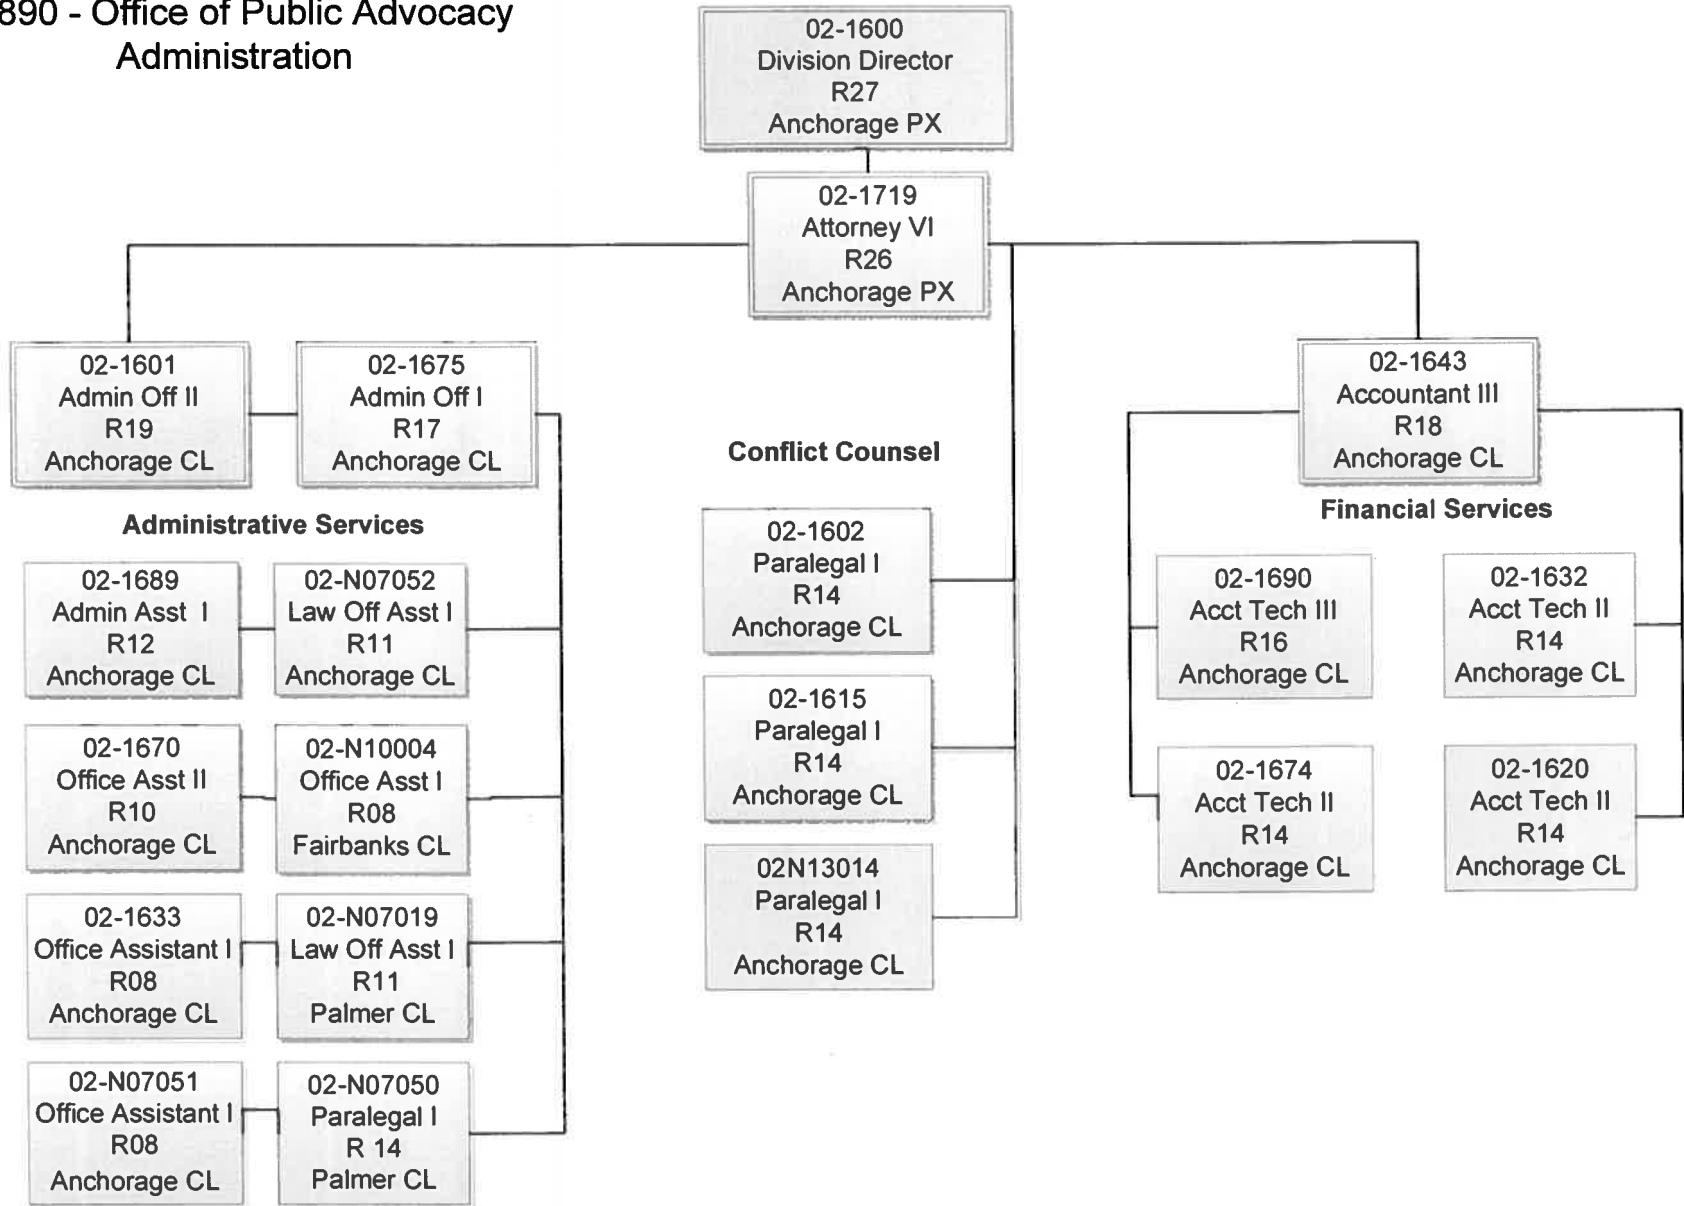 890 - Office of Public Advocacy
Administration
02-1600
Division Director
R27
Anchorage PX
02-1719
Attorney VI
R26
Anchorage PX
02-1601
Admin Off II
R19
Anchorage CL
02-1675
Admin Off I
R17
Anchorage CL
02-1643
Accountant III
R18
Anchorage CL
Administrative Services
02-1689
Admin Asst I
R12
Anchorage CL
02-N07052
Law Off Asst I
R11
Anchorage CL
02-1670
Office Asst II
R10
Anchorage CL
02-N10004
Office Asst I
R08
Fairbanks CL
02-1633
Office Assistant I
R08
Anchorage CL
02-N07019
Law Off Asst I
R11
Palmer CL
02-N07051
Office Assistant I
R08
Anchorage CL
02-N07050
Paralegal I
R 14
Palmer CL
Conflict Counsel
02-1602
Paralegal I
R14
Anchorage CL
02-1615
Paralegal I
R14
Anchorage CL
02N13014
Paralegal I
R14
Anchorage CL
Financial Services
02-1690
Acct Tech III
R16
Anchorage CL
02-1632
Acct Tech II
R14
Anchorage CL
02-1674
Acct Tech II
R14
Anchorage CL
02-1620
Acct Tech II
R14
Anchorage CL